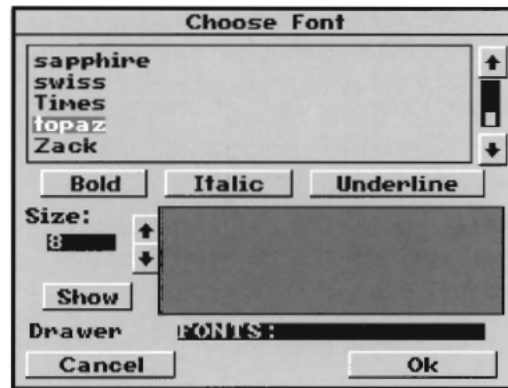 Choose Font
sapphire
swiss
Times
topaz
Zack
Bold Italic Underline
Size:
8
Show
Drawer FONTS:
Cancel Ok